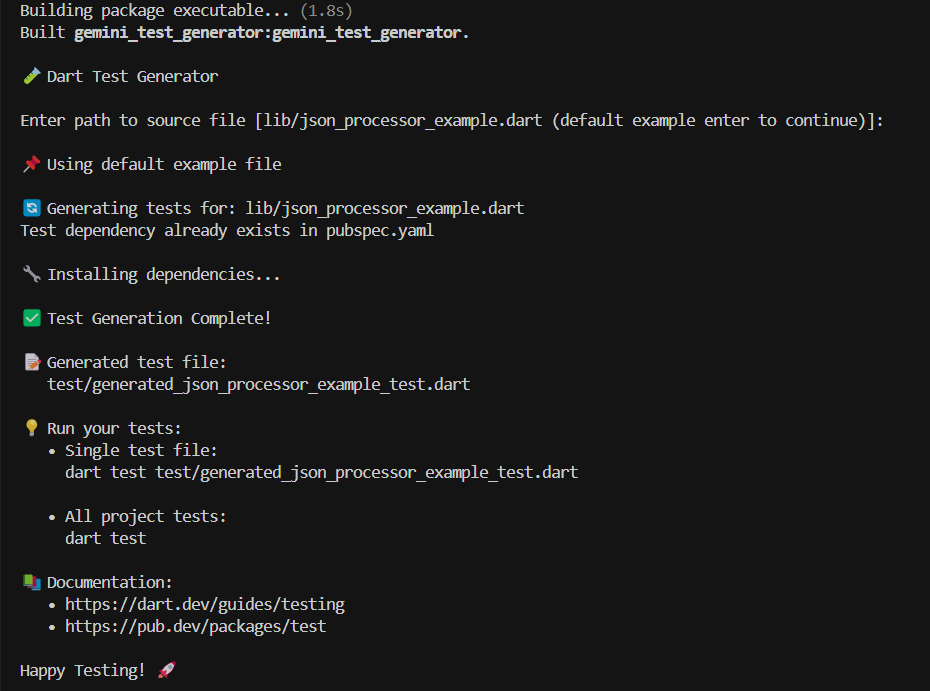 Building package executable... (1.8s)
Built gemini_test_generator:gemini_test_generator.
🧪 Dart Test Generator
Enter path to source file [lib/json_processor_example.dart (default example enter to continue)]:
📌 Using default example file
🔄 Generating tests for: lib/json_processor_example.dart
Test dependency already exists in pubspec.yaml
🔧 Installing dependencies...
✅ Test Generation Complete!
📝 Generated test file:
test/generated_json_processor_example_test.dart
💡 Run your tests:
• Single test file:
dart test test/generated_json_processor_example_test.dart
• All project tests:
dart test
📚 Documentation:
• https://dart.dev/guides/testing
• https://pub.dev/packages/test
Happy Testing! 🚀